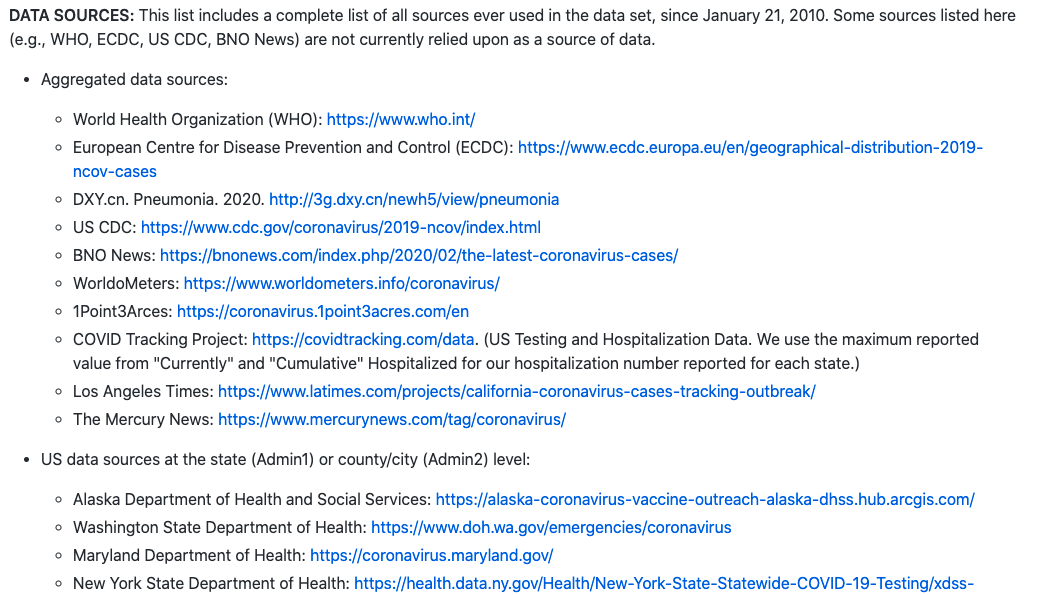 DATA SOURCES: This list includes a complete list of all sources ever used in the data set, since January 21, 2010. Some sources listed here
(e.g., WHO, ECDC, US CDC, BNO News) are not currently relied upon as a source of data.
• Aggregated data sources:
◦ World Health Organization (WHO): https://www.who.int/
◦ European Centre for Disease Prevention and Control (ECDC): https://www.ecdc.europa.eu/en/geographical-distribution-2019-
ncov-cases
◦ DXY.cn. Pneumonia. 2020. http://3g.dxy.cn/newh5/view/pneumonia
◦ US CDC: https://www.cdc.gov/coronavirus/2019-ncov/index.html
◦ BNO News: https://bnonews.com/index.php/2020/02/the-latest-coronavirus-cases/
◦ WorldoMeters: https://www.worldometers.info/coronavirus/
◦ 1Point3Arces: https://coronavirus.1point3acres.com/en
◦ COVID Tracking Project: https://covidtracking.com/data. (US Testing and Hospitalization Data. We use the maximum reported
value from "Currently" and "Cumulative" Hospitalized for our hospitalization number reported for each state.)
◦ Los Angeles Times: https://www.latimes.com/projects/california-coronavirus-cases-tracking-outbreak/
◦ The Mercury News: https://www.mercurynews.com/tag/coronavirus/
• US data sources at the state (Admin1) or county/city (Admin2) level:
◦ Alaska Department of Health and Social Services: https://alaska-coronavirus-vaccine-outreach-alaska-dhss.hub.arcgis.com/
◦ Washington State Department of Health: https://www.doh.wa.gov/emergencies/coronavirus
◦ Maryland Department of Health: https://coronavirus.maryland.gov/
◦ New York State Department of Health: https://health.data.ny.gov/Health/New-York-State-Statewide-COVID-19-Testing/xdss-